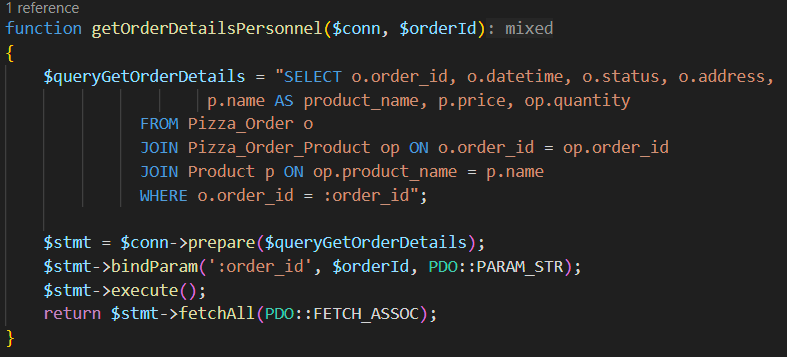 1 reference
function getOrderDetailsPersonnel($conn, $orderId): mixed
{
    $queryGetOrderDetails = "SELECT o.order_id, o.datetime, o.status, o.address,
                     p.name AS product_name, p.price, op.quantity
              FROM Pizza_Order o
              JOIN Pizza_Order_Product op ON o.order_id = op.order_id
              JOIN Product p ON op.product_name = p.name
              WHERE o.order_id = :order_id";

    $stmt = $conn->prepare($queryGetOrderDetails);
    $stmt->bindParam(':order_id', $orderId, PDO::PARAM_STR);
    $stmt->execute();
    return $stmt->fetchAll(PDO::FETCH_ASSOC);
}